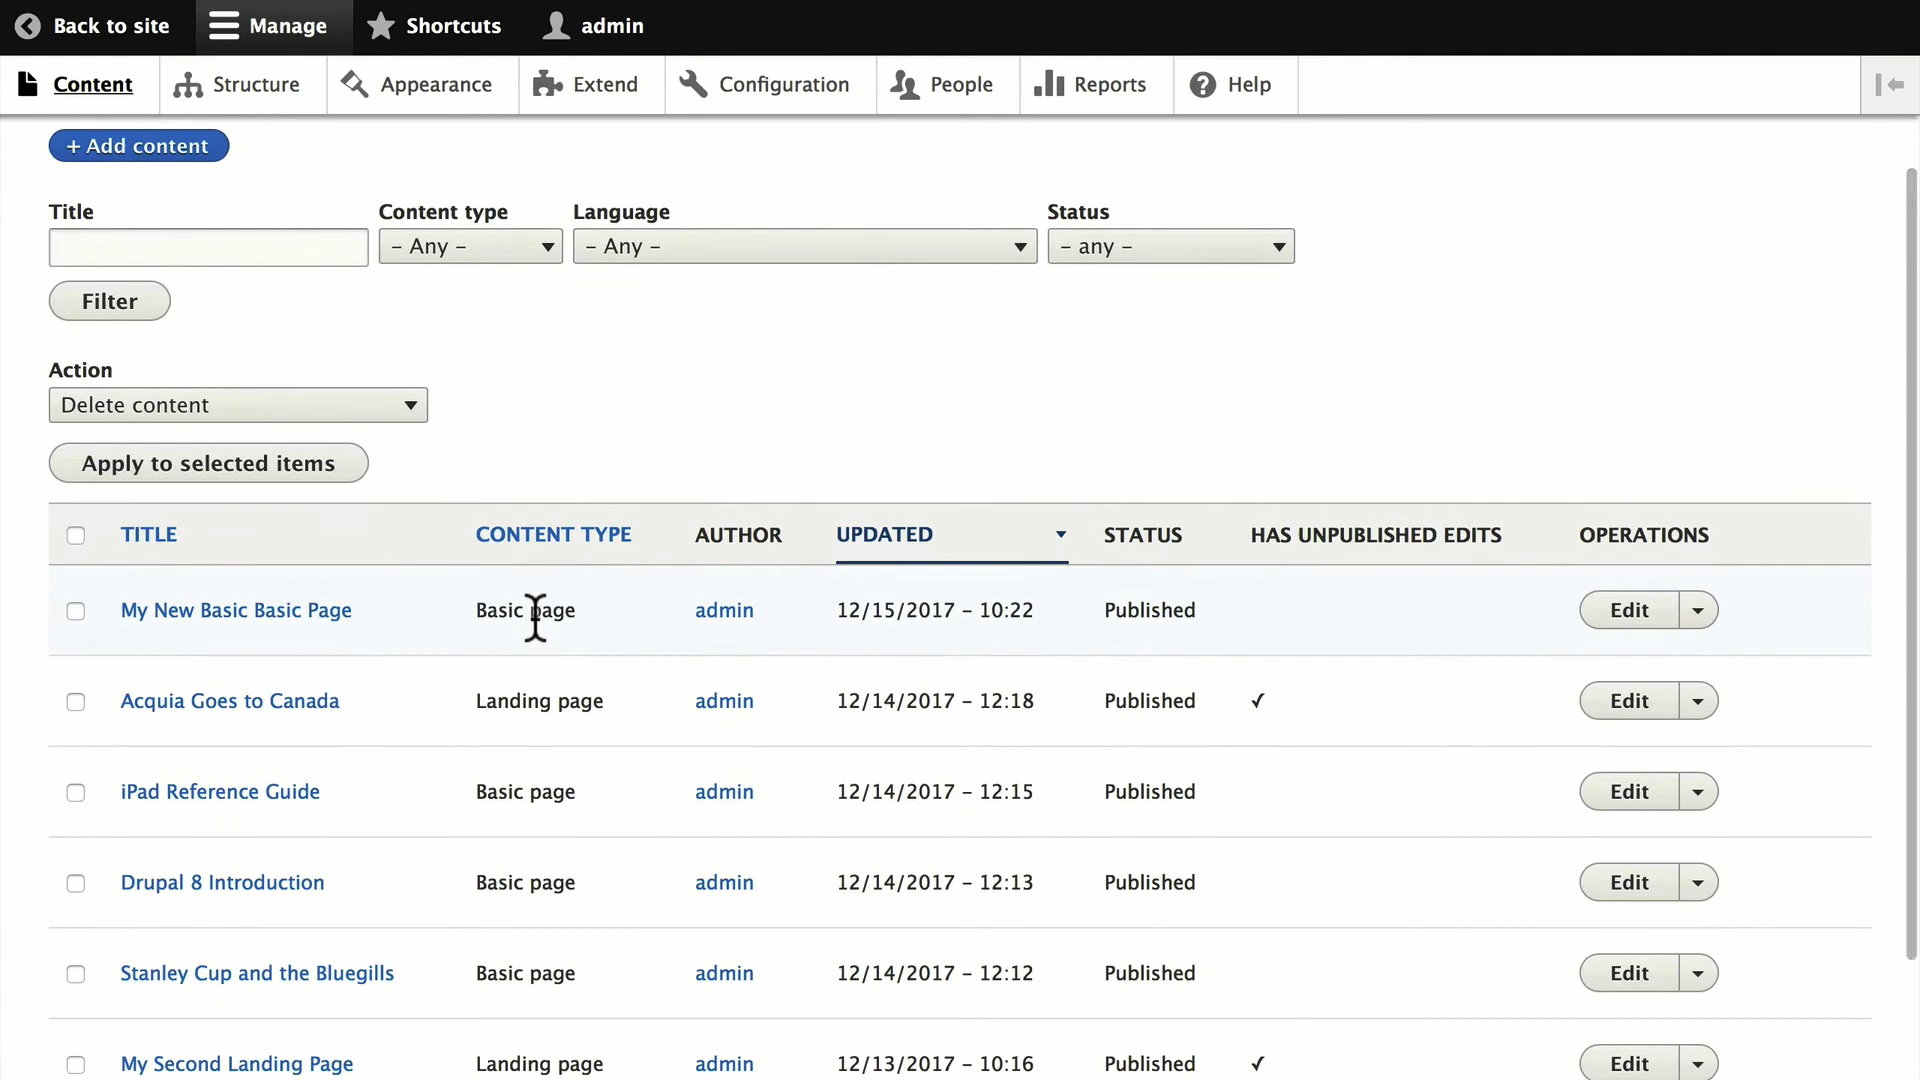 Back to site Manage Shortcuts admin
Content Structure Appearance Extend Configuration People Reports Help
+ Add content
Title Content type Language Status
- Any - - Any - - any -
Filter
Action
Delete content
Apply to selected items
TITLE CONTENT TYPE AUTHOR UPDATED STATUS HAS UNPUBLISHED EDITS OPERATIONS
My New Basic Basic Page Basic page admin 12/15/2017 - 10:22 Published Edit
Acquia Goes to Canada Landing page admin 12/14/2017 - 12:18 Published ✓ Edit
iPad Reference Guide Basic page admin 12/14/2017 - 12:15 Published Edit
Drupal 8 Introduction Basic page admin 12/14/2017 - 12:13 Published Edit
Stanley Cup and the Bluegills Basic page admin 12/14/2017 - 12:12 Published Edit
My Second Landing Page Landing page admin 12/13/2017 - 10:16 Published ✓ Edit